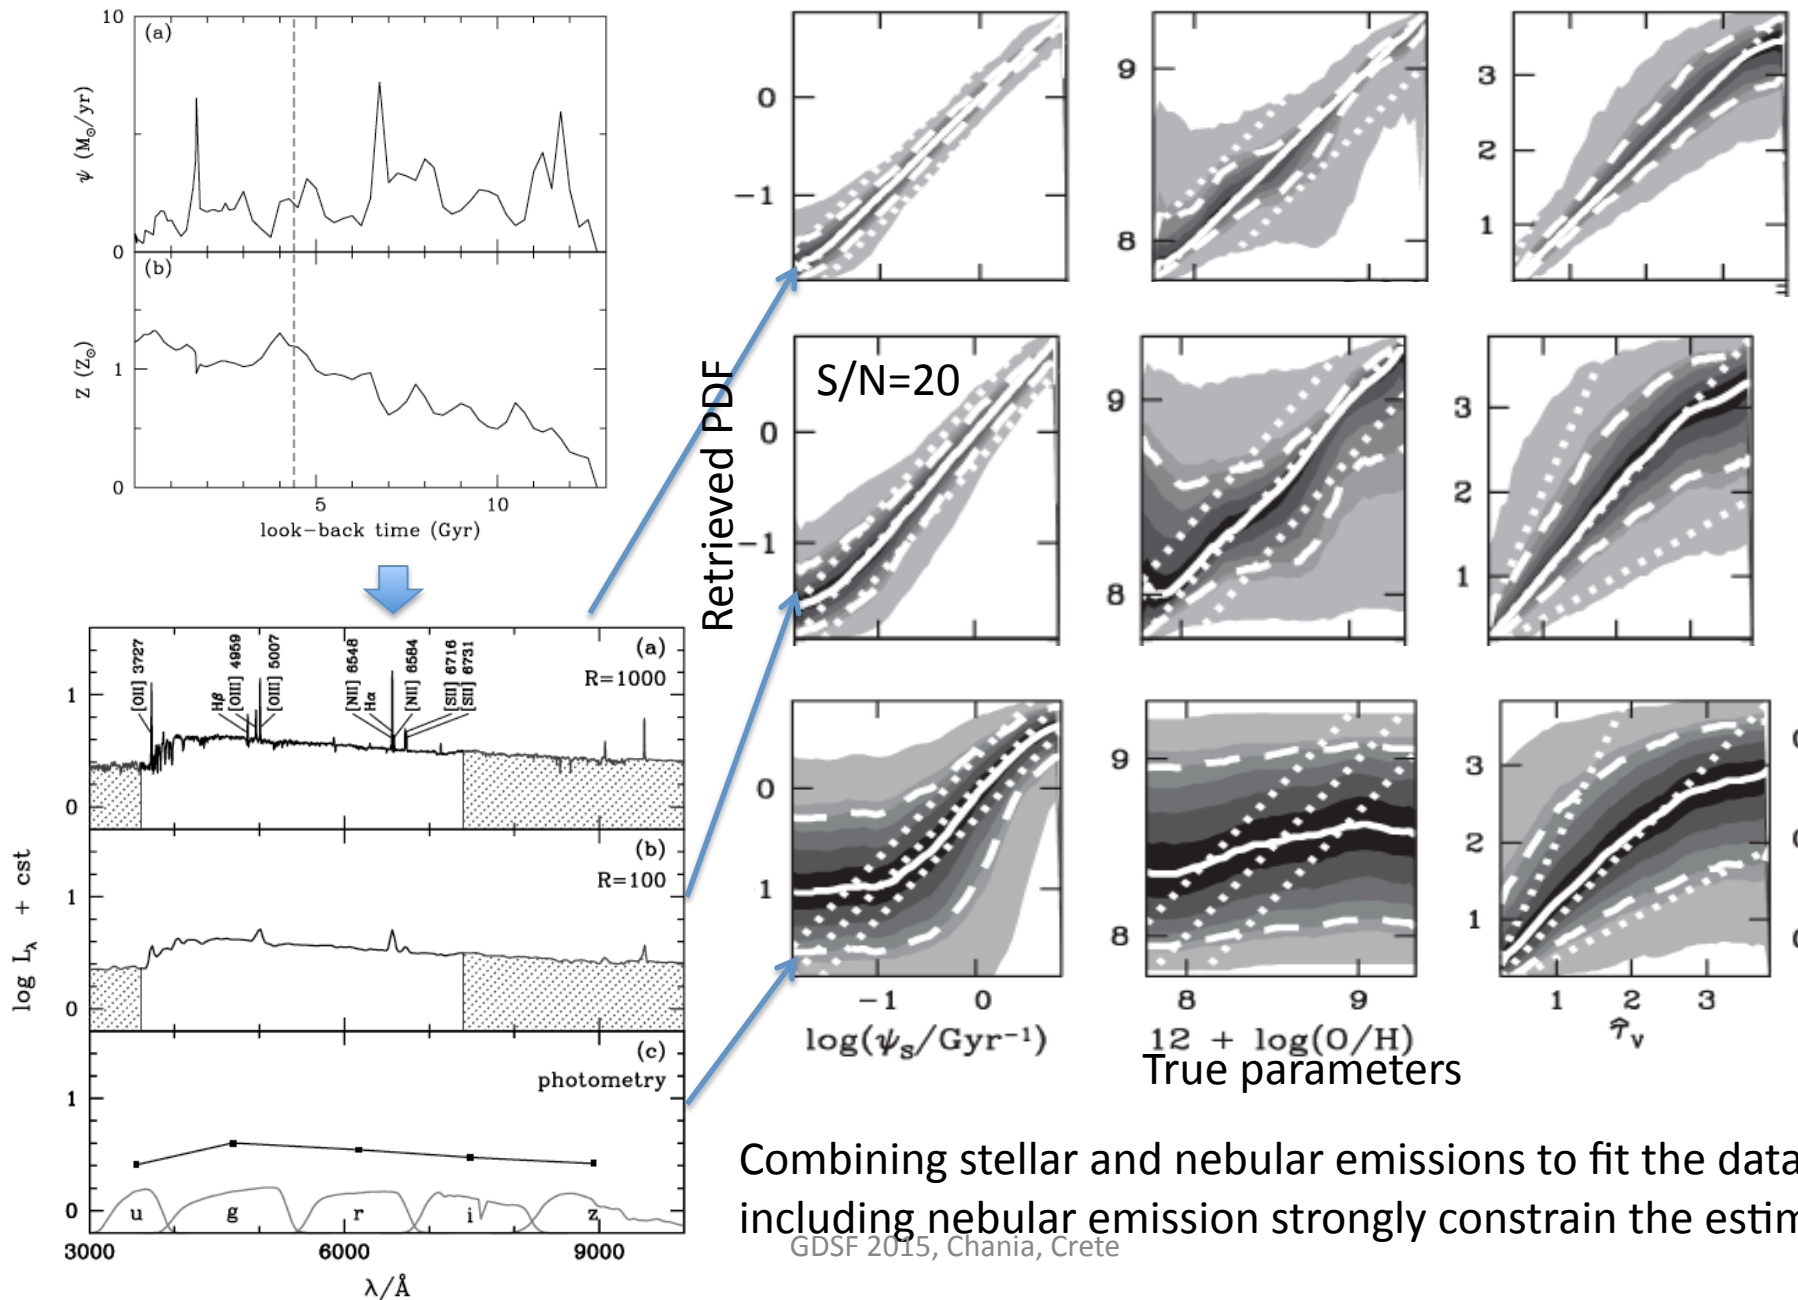 10
(a)
ψ (M⊙/yr)
0
(b)
Z (Z⊙)
1
0
5
10
look-back time (Gyr)
[OII] 3727
Hβ
[OIII] 4959
[OIII] 5007
[NII] 6548
Hα
[NII] 6584
[SII] 6716
[SII] 6731
(a)
R=1000
1
0
(b)
R=100
1
0
(c)
photometry
1
0
u
g
r
i
z
log Lλ + cst
3000
6000
9000
λ/Å
Retrieved PDF
0
-1
9
8
3
2
1
S/N=20
0
-1
9
8
3
2
1
0
1
9
8
3
2
1
-1
0
8
9
1
2
3
log(ψS/Gyr⁻¹)
12 + log(O/H)
τ̂V
True parameters
Combining stellar and nebular emissions to fit the data
including nebular emission strongly constrain the estim
GDSF 2015, Chania, Crete